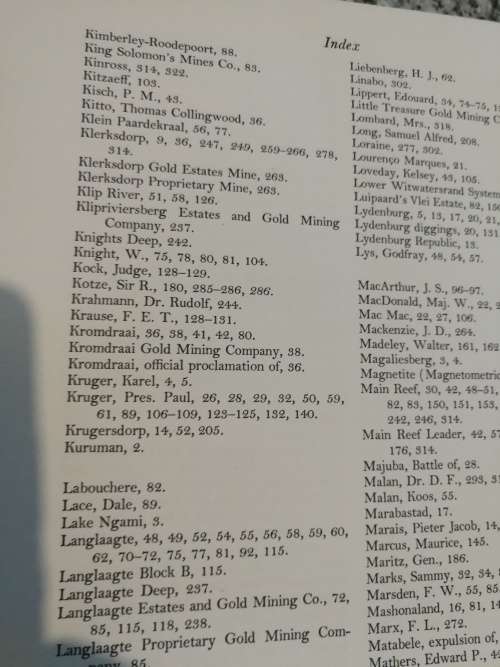 Index
Kimberley-Roodepoort, 88.
King Solomon's Mines Co., 83.
Kinross, 314, 322.
Kitzaeff, 103.
Kisch, P. M., 43.
Kitto, Thomas Collingwood, 36.
Klein Paardekraal, 56, 77.
Klerksdorp, 9, 36, 247, 249, 259-266, 278,
314.
Klerksdorp Gold Estates Mine, 263.
Klerksdorp Proprietary Mine, 263.
Klip River, 51, 58, 126.
Klipriviersberg Estates and Gold Mining
Company, 237.
Knights Deep, 242.
Knight, W., 75, 78, 80, 81, 104.
Kock, Judge, 128-129.
Kotze, Sir R., 180, 285-286, 286.
Krahmann, Dr. Rudolf, 244.
Krause, F. E. T., 128-131.
Kromdraai, 36, 38, 41, 42, 80.
Kromdraai Gold Mining Company, 38.
Kromdraai, official proclamation of, 36.
Kruger, Karel, 4, 5.
Kruger, Pres. Paul, 26, 28, 29, 32, 50, 59,
61, 89, 106-109, 123-125, 132, 140.
Krugersdorp, 14, 52, 205.
Kuruman, 2.
Labouchere, 82.
Lace, Dale, 89.
Lake Ngami, 3.
Langlaagte, 48, 49, 52, 54, 55, 56, 58, 59, 60,
62, 70-72, 75, 77, 81, 92, 115.
Langlaagte Block B, 115.
Langlaagte Deep, 237.
Langlaagte Estates and Gold Mining Co., 72,
85, 115, 118, 238.
Langlaagte Proprietary Gold Mining Com-
pany, 85.
Liebenberg, H. J., 62.
Linabo, 302.
Lippert, Edouard, 34, 74-75,
Little Treasure Gold Mining
Lombard, Mrs., 318.
Long, Samuel Alfred, 208.
Loraine, 277, 302.
Lourenço Marques, 21.
Loveday, Kelsey, 43, 105.
Lower Witwatersrand System
Luipaard's Vlei Estate, 82,
Lydenburg, 5, 13, 17, 20, 21,
Lydenburg diggings, 20, 131
Lydenburg Republic, 13.
Lys, Godfray, 48, 54, 57.
MacArthur, J. S., 96-97.
MacDonald, Maj. W., 22,
Mac Mac, 22, 27, 106.
Mackenzie, J. D., 264.
Madeley, Walter, 161, 162
Magaliesberg, 3, 4.
Magnetite (Magnetometric
Main Reef, 30, 42, 48-51,
82, 83, 150, 151, 153,
242, 246, 314.
Main Reef Leader, 42, 57
176, 314.
Majuba, Battle of, 28.
Malan, Dr. D. F., 293,
Malan, Koos, 55.
Marabastad, 17.
Marais, Pieter Jacob, 14,
Marcus, Maurice, 145.
Maritz, Gen., 186.
Marks, Sammy, 32, 34,
Marsden, F. W., 55, 85.
Mashonaland, 16, 81,
Marx, F. L., 272.
Matabele, expulsion of,
Mathers, Edward P.,